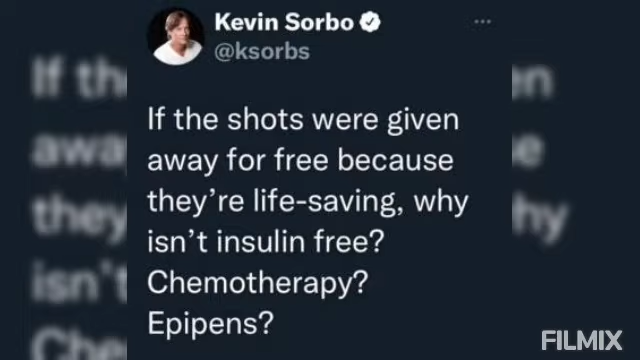 Kevin Sorbo
@ksorbs
If the shots were given
away for free because
they're life-saving, why
isn't insulin free?
Chemotherapy?
Epipens?
FILMIX